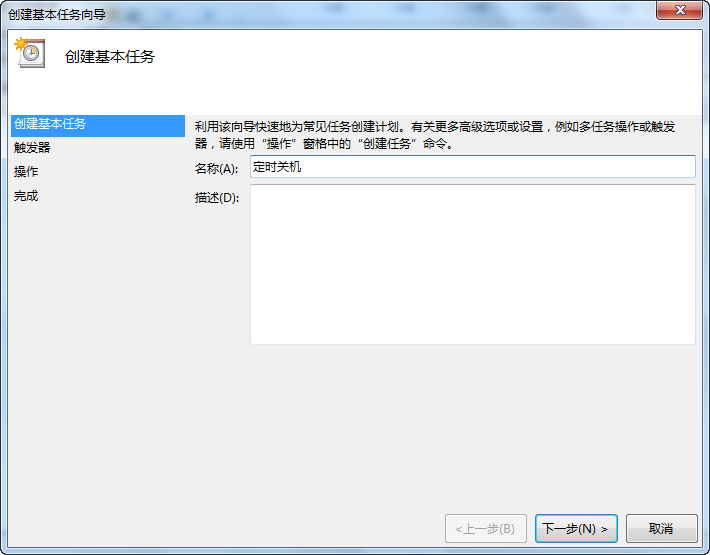 创建基本任务向导
创建基本任务
创建基本任务
触发器
操作
完成
利用该向导快速地为常见任务创建计划。有关更多高级选项或设置，例如多任务操作或触发
器，请使用“操作”窗格中的“创建任务”命令。
名称(A): 定时关机
描述(D):
<上一步(B) 下一步(N) > 取消